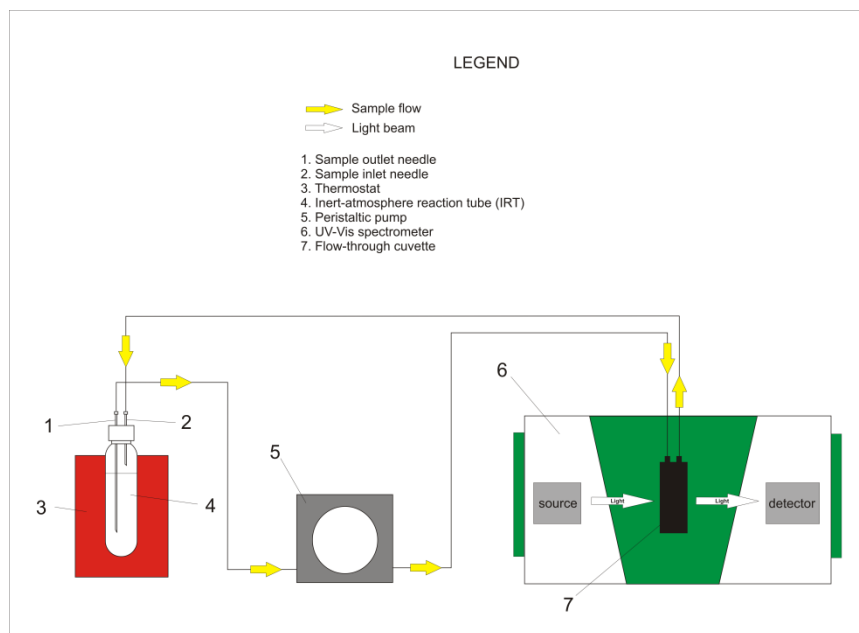 LEGEND
Sample flow
Light beam
1. Sample outlet needle
2. Sample inlet needle
3. Thermostat
4. Inert-atmosphere reaction tube (IRT)
5. Peristaltic pump
6. UV-Vis spectrometer
7. Flow-through cuvette
6
1
2
5
3
4
source
Light
Light
detector
7